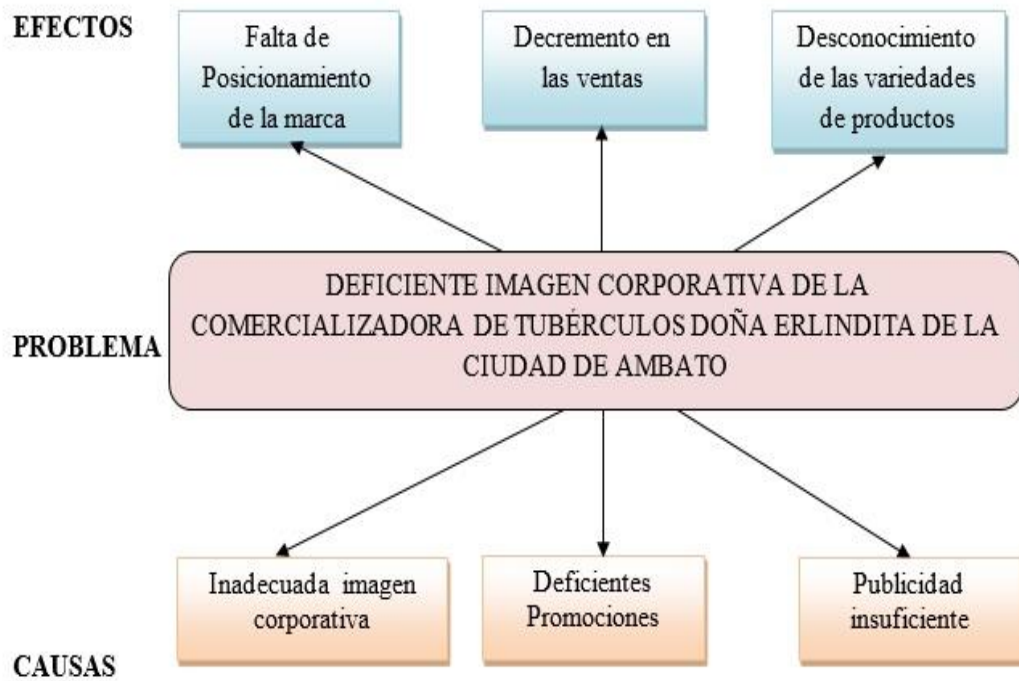 EFECTOS
Falta de
Posicionamiento
de la marca
Decremento en
las ventas
Desconocimiento
de las variedades
de productos
PROBLEMA
DEFICIENTE IMAGEN CORPORATIVA DE LA
COMERCIALIZADORA DE TUBÉRCULOS DOÑA ERLINDITA DE LA
CIUDAD DE AMBATO
Inadecuada imagen
corporativa
Deficientes
Promociones
Publicidad
insuficiente
CAUSAS